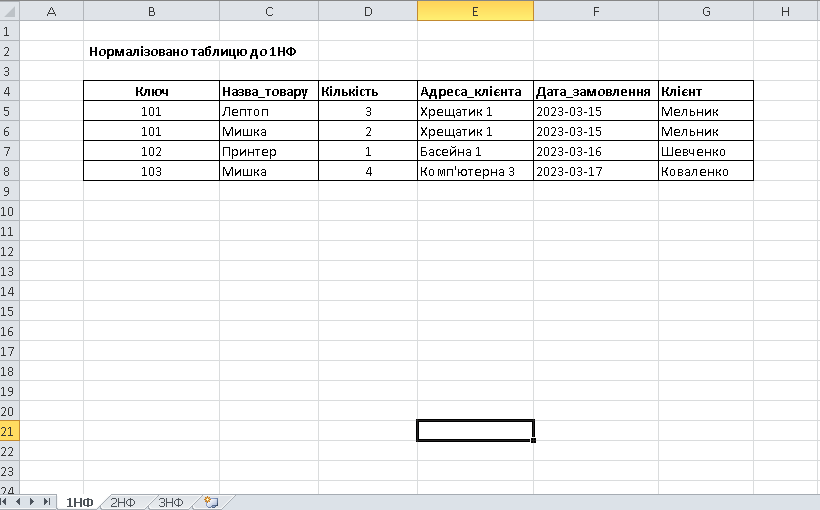 A B C D E F G H
1
2 Нормалізовано таблицю до 1НФ
3
4 Ключ Назва_товару Кількість Адреса_клієнта Дата_замовлення Клієнт
5 101 Лептоп 3 Хрещатик 1 2023-03-15 Мельник
6 101 Мишка 2 Хрещатик 1 2023-03-15 Мельник
7 102 Принтер 1 Басейна 1 2023-03-16 Шевченко
8 103 Мишка 4 Комп'ютерна 3 2023-03-17 Коваленко
9
10
11
12
13
14
15
16
17
18
19
20
21
22
23
24
1НФ 2НФ 3НФ